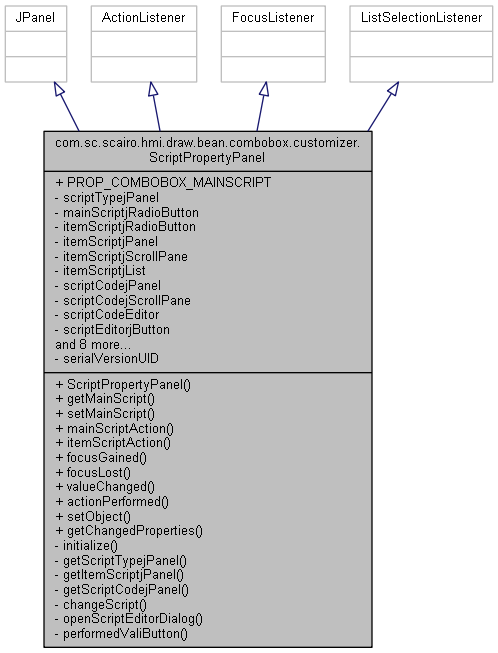 JPanel
ActionListener
FocusListener
ListSelectionListener
com.sc.scairo.hmi.draw.bean.combobox.customizer.
ScriptPropertyPanel
+ PROP_COMBOBOX_MAINSCRIPT
- scriptTypejPanel
- mainScriptjRadioButton
- itemScriptjRadioButton
- itemScriptjPanel
- itemScriptjScrollPane
- itemScriptjList
- scriptCodejPanel
- scriptCodejScrollPane
- scriptCodeEditor
- scriptEditorjButton
and 8 more...
- serialVersionUID
+ ScriptPropertyPanel()
+ getMainScript()
+ setMainScript()
+ mainScriptAction()
+ itemScriptAction()
+ focusGained()
+ focusLost()
+ valueChanged()
+ actionPerformed()
+ setObject()
+ getChangedProperties()
- initialize()
- getScriptTypejPanel()
- getItemScriptjPanel()
- getScriptCodejPanel()
- changeScript()
- openScriptEditorDialog()
- performedValiButton()